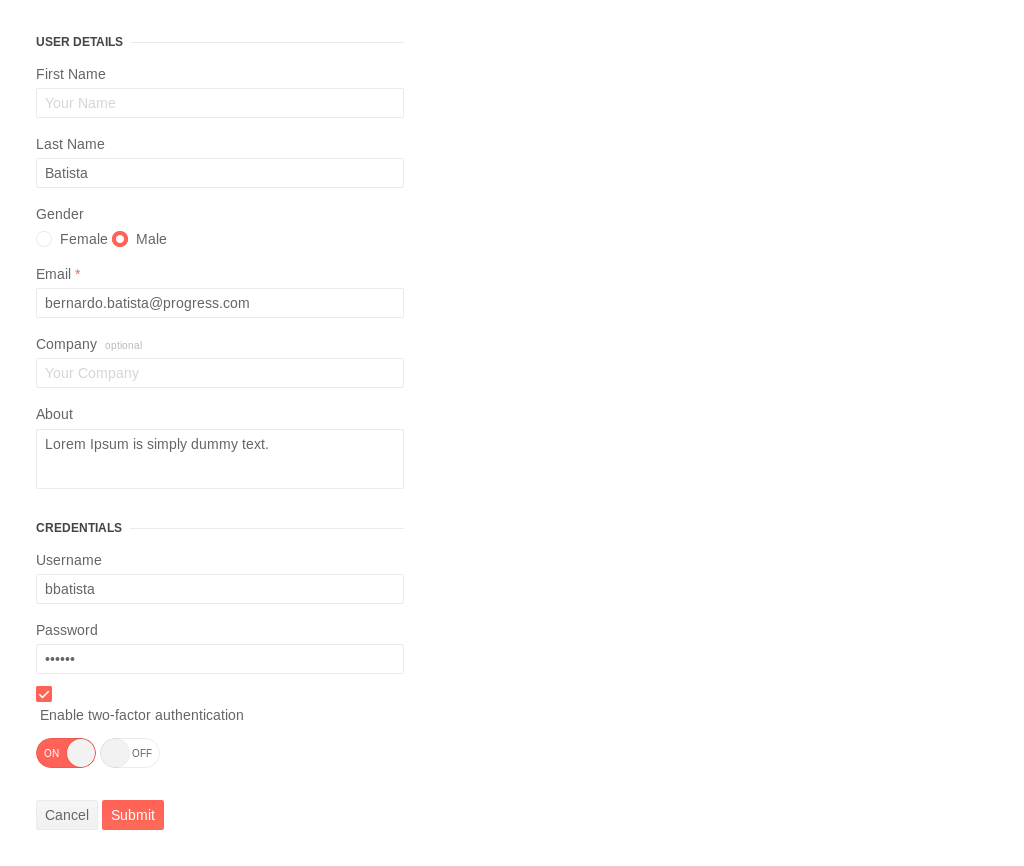 USER DETAILS
First Name
Your Name
Last Name
Batista
Gender
Female Male
Email *
bernardo.batista@progress.com
Company optional
Your Company
About
Lorem Ipsum is simply dummy text.
CREDENTIALS
Username
bbatista
Password
••••••
Enable two-factor authentication
ON OFF
Cancel Submit